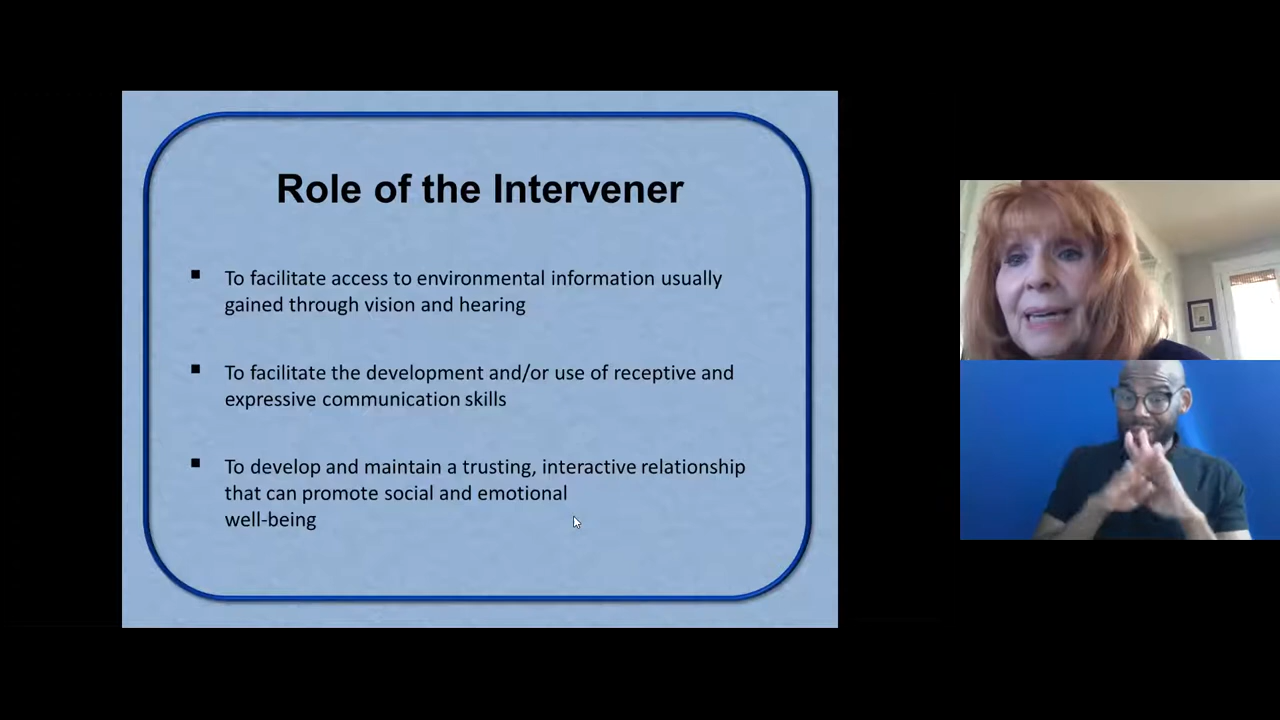 Role of the Intervener
▪ To facilitate access to environmental information usually
gained through vision and hearing
▪ To facilitate the development and/or use of receptive and
expressive communication skills
▪ To develop and maintain a trusting, interactive relationship
that can promote social and emotional
well-being